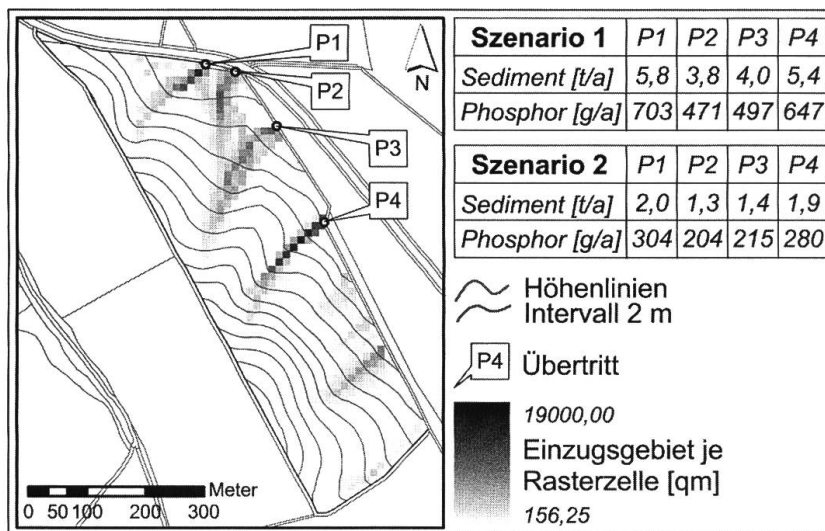 P1
P2
P3
P4
N
Meter
0 50 100 200 300
Szenario 1 P1 P2 P3 P4
Sediment [t/a] 5,8 3,8 4,0 5,4
Phosphor [g/a] 703 471 497 647
Szenario 2 P1 P2 P3 P4
Sediment [t/a] 2,0 1,3 1,4 1,9
Phosphor [g/a] 304 204 215 280
Höhenlinien
Intervall 2 m
P4 Übertritt
19000,00
Einzugsgebiet je
Rasterzelle [qm]
156,25